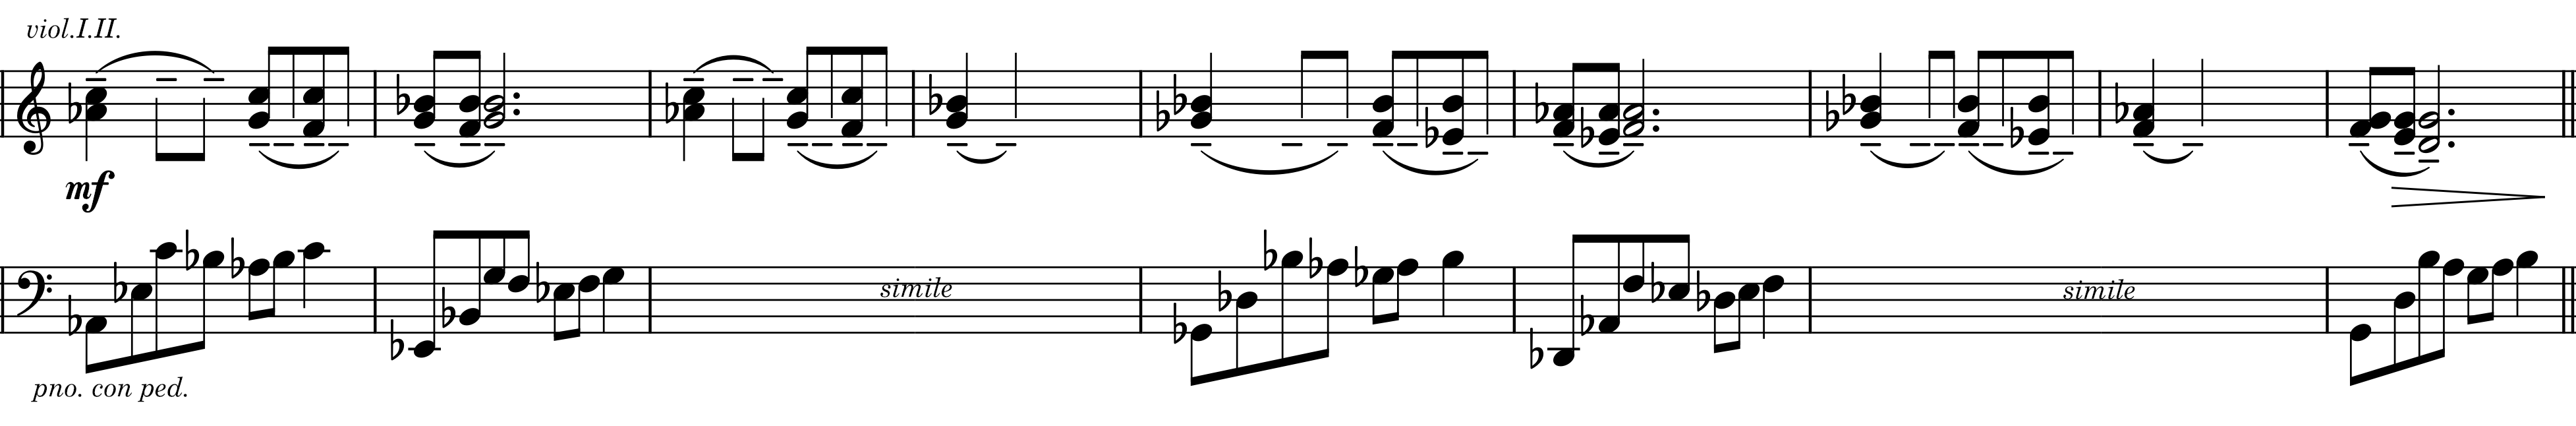 viol.I.II.
mf
simile
simile
pno. con ped.